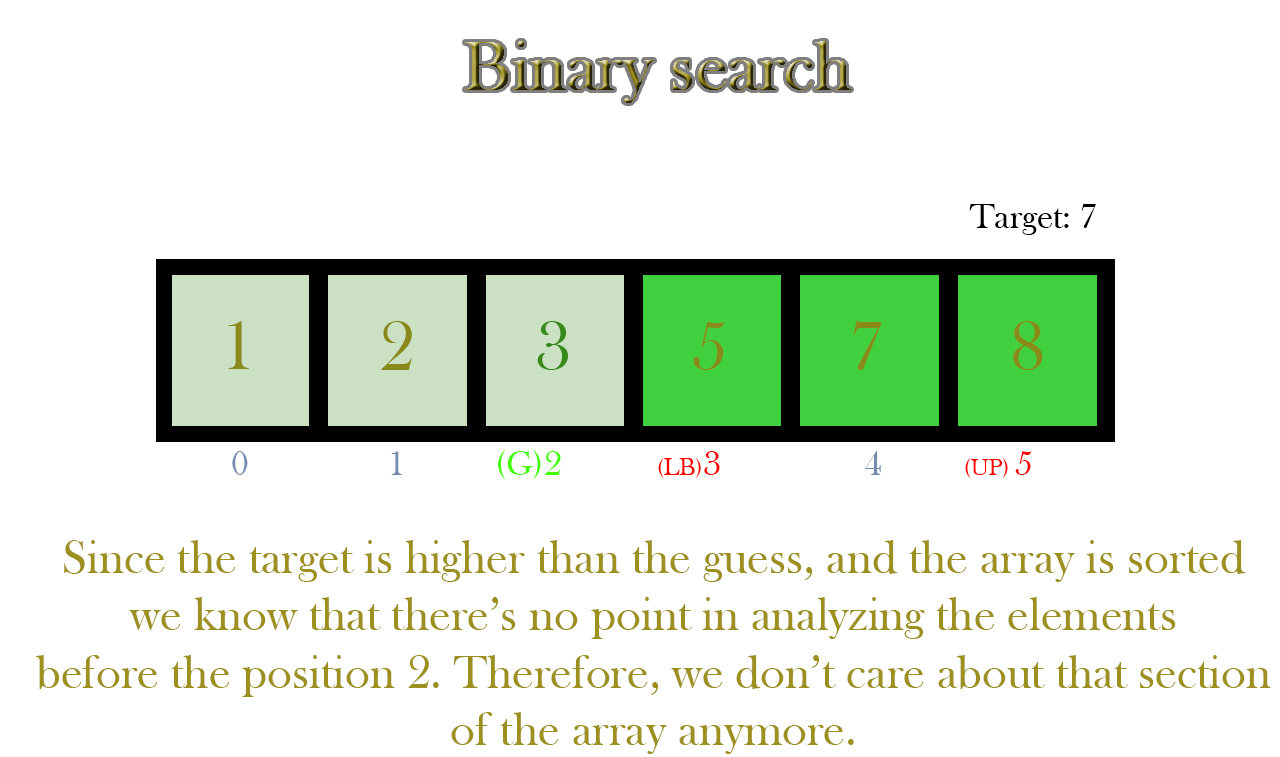 Binary search
Target: 7
1 2 3 5 7 8
0 1 (G)2 (LB)3 4 (UP) 5
Since the target is higher than the guess, and the array is sorted
we know that there’s no point in analyzing the elements
before the position 2. Therefore, we don’t care about that section
of the array anymore.